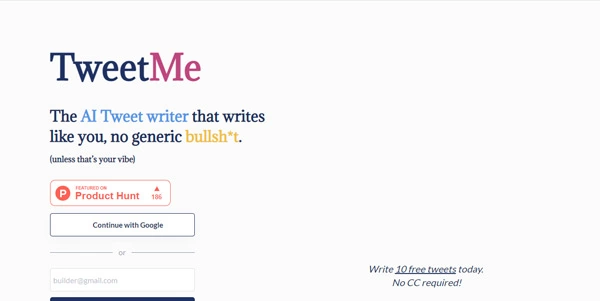 TweetMe
The AI Tweet writer that writes
like you, no generic bullsh*t.
(unless that's your vibe)
FEATURED ON
Product Hunt
186
Continue with Google
or
builder@gmail.com
Write 10 free tweets today.
No CC required!